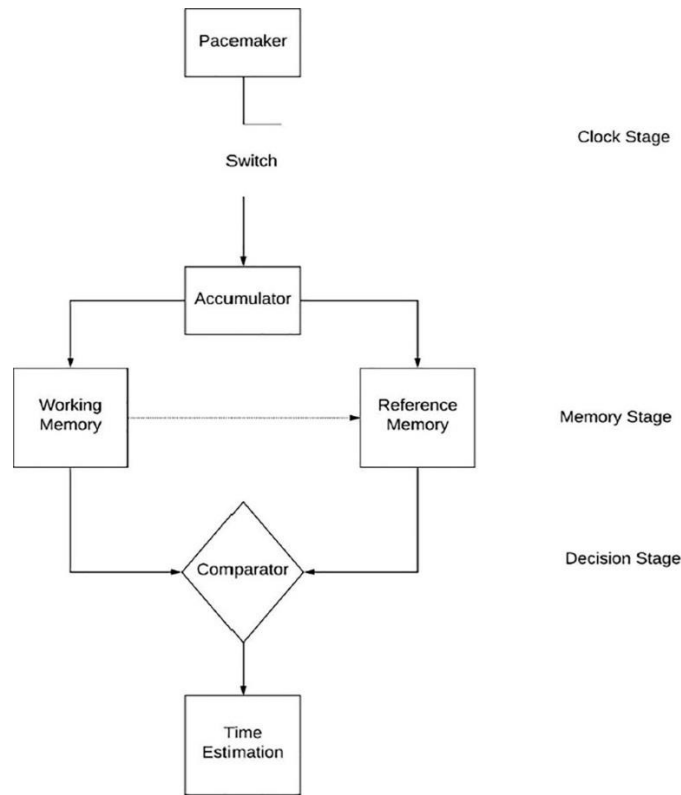 Pacemaker
Clock Stage
Switch
Accumulator
Working
Memory
Reference
Memory
Memory Stage
Comparator
Decision Stage
Time
Estimation